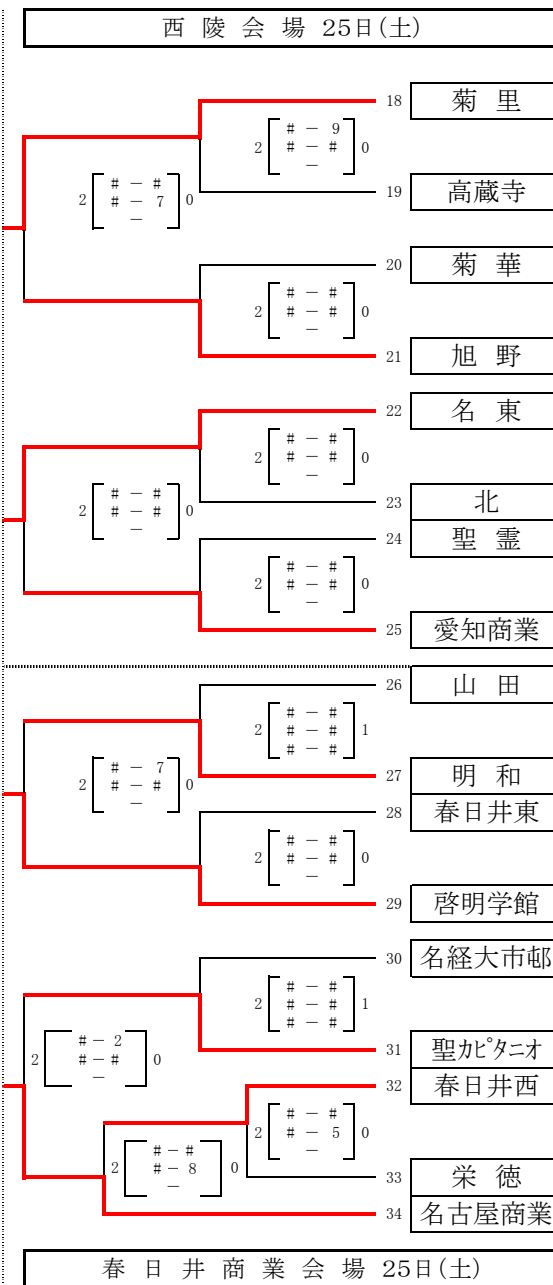 西 陵 会 場 25日(土)
18 菊 里
# － 9
2 # － # 0
－
# － #
2 # － 7 0
－
19 高蔵寺
20 菊 華
# － #
2 # － # 0
－
21 旭 野
22 名 東
# － #
2 # － # 0
－
# － #
2 # － # 0
－
23 北
24 聖 霊
# － #
2 # － # 0
－
25 愛知商業
26 山 田
# － #
2 # － # 1
# － #
# － 7
2 # － # 0
－
27 明 和
28 春日井東
# － #
2 # － # 0
－
29 啓明学館
30 名経大市邨
# － #
2 # － # 1
# － #
# － 2
2 # － # 0
－
31 聖ｶﾋﾟﾀﾆｵ
32 春日井西
# － #
2 # － 5 0
－
# － #
2 # － 8 0
－
33 栄 徳
34 名古屋商業
春 日 井 商 業 会 場 25日(土)